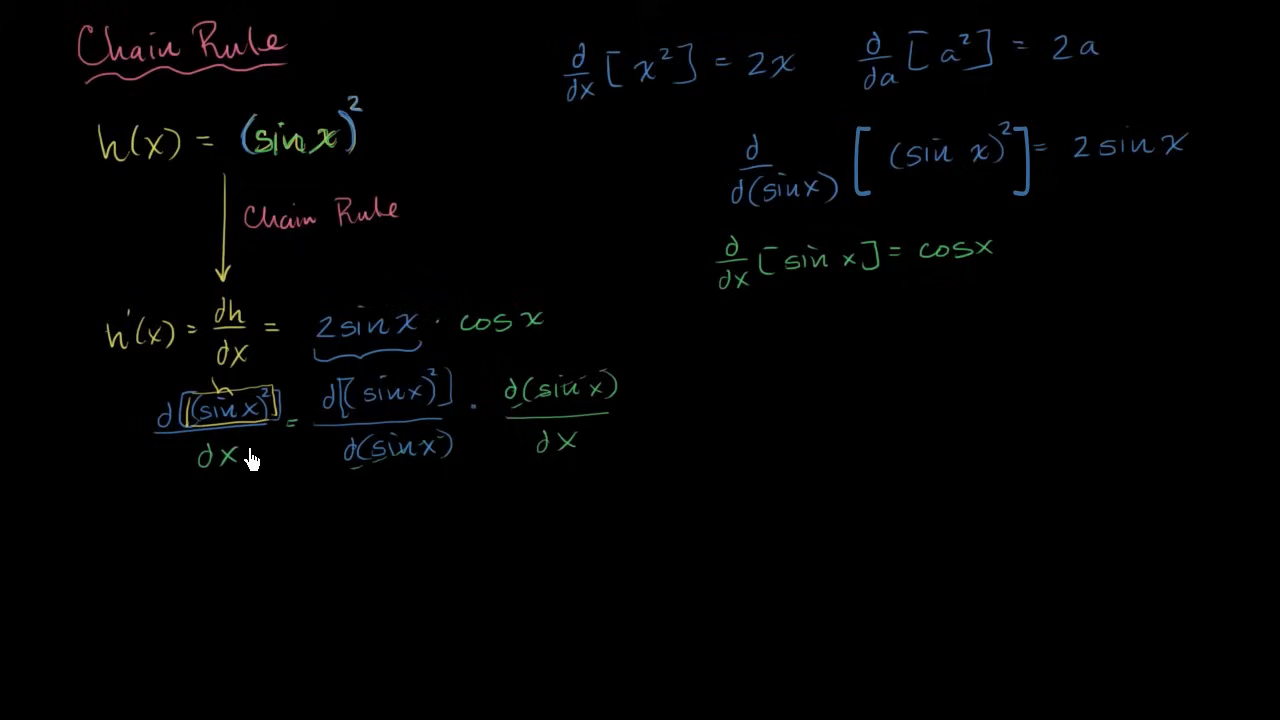 Chain Rule
h(x) = (sin x)²
Chain Rule
h'(x) = dh/dx = 2 sin x · cos x
h
d[(sin x)²]/dx = d[(sin x)²]/d(sin x) · d(sin x)/dx
d/dx [x²] = 2x d/da [a²] = 2a
d/d(sin x) [(sin x)²] = 2 sin x
d/dx [sin x] = cos x